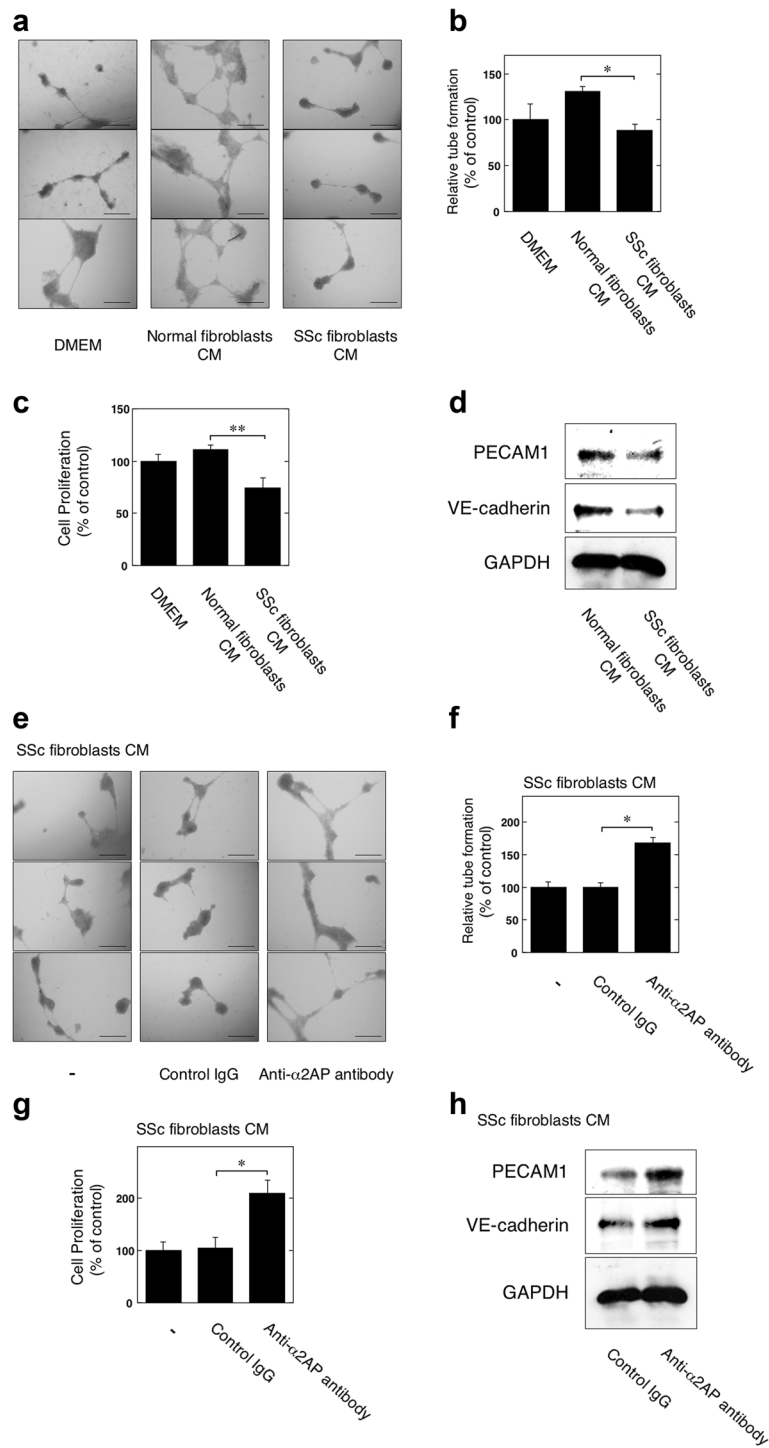 a
DMEM
Normal fibroblasts
CM
SSc fibroblasts
CM
b
Relative tube formation
(% of control)
150
100
50
0
*
DMEM
Normal fibroblasts
CM
SSc fibroblasts
CM
c
Cell Proliferation
(% of control)
150
100
50
0
**
DMEM
Normal fibroblasts
CM
SSc fibroblasts
CM
d
PECAM1
VE-cadherin
GAPDH
Normal fibroblasts
CM
SSc fibroblasts
CM
e
SSc fibroblasts CM
-
Control IgG
Anti-α2AP antibody
f
SSc fibroblasts CM
Relative tube formation
(% of control)
200
150
100
50
0
*
-
Control IgG
Anti-α2AP antibody
g
SSc fibroblasts CM
Cell Proliferation
(% of control)
200
100
0
*
-
Control IgG
Anti-α2AP antibody
h
SSc fibroblasts CM
PECAM1
VE-cadherin
GAPDH
Control IgG
Anti-α2AP antibody